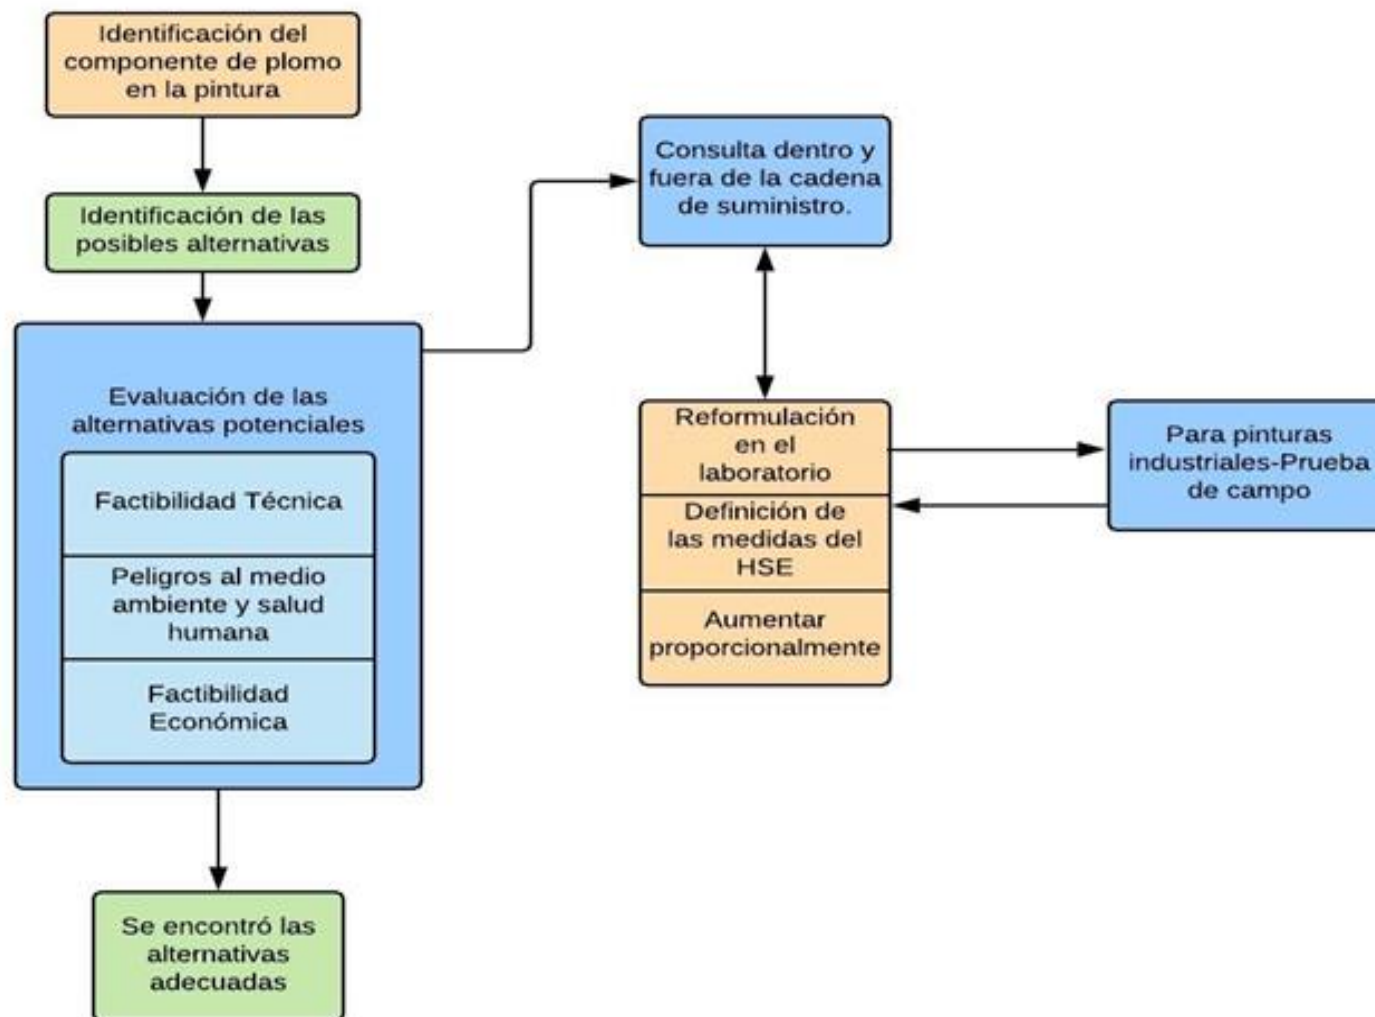 Identificación del
componente de plomo
en la pintura
Identificación de las
posibles alternativas
Evaluación de las
alternativas potenciales
Factibilidad Técnica
Peligros al medio
ambiente y salud
humana
Factibilidad
Económica
Se encontró las
alternativas
adecuadas
Consulta dentro y
fuera de la cadena
de suministro.
Reformulación
en el
laboratorio
Definición de
las medidas del
HSE
Aumentar
proporcionalmente
Para pinturas
industriales-Prueba
de campo